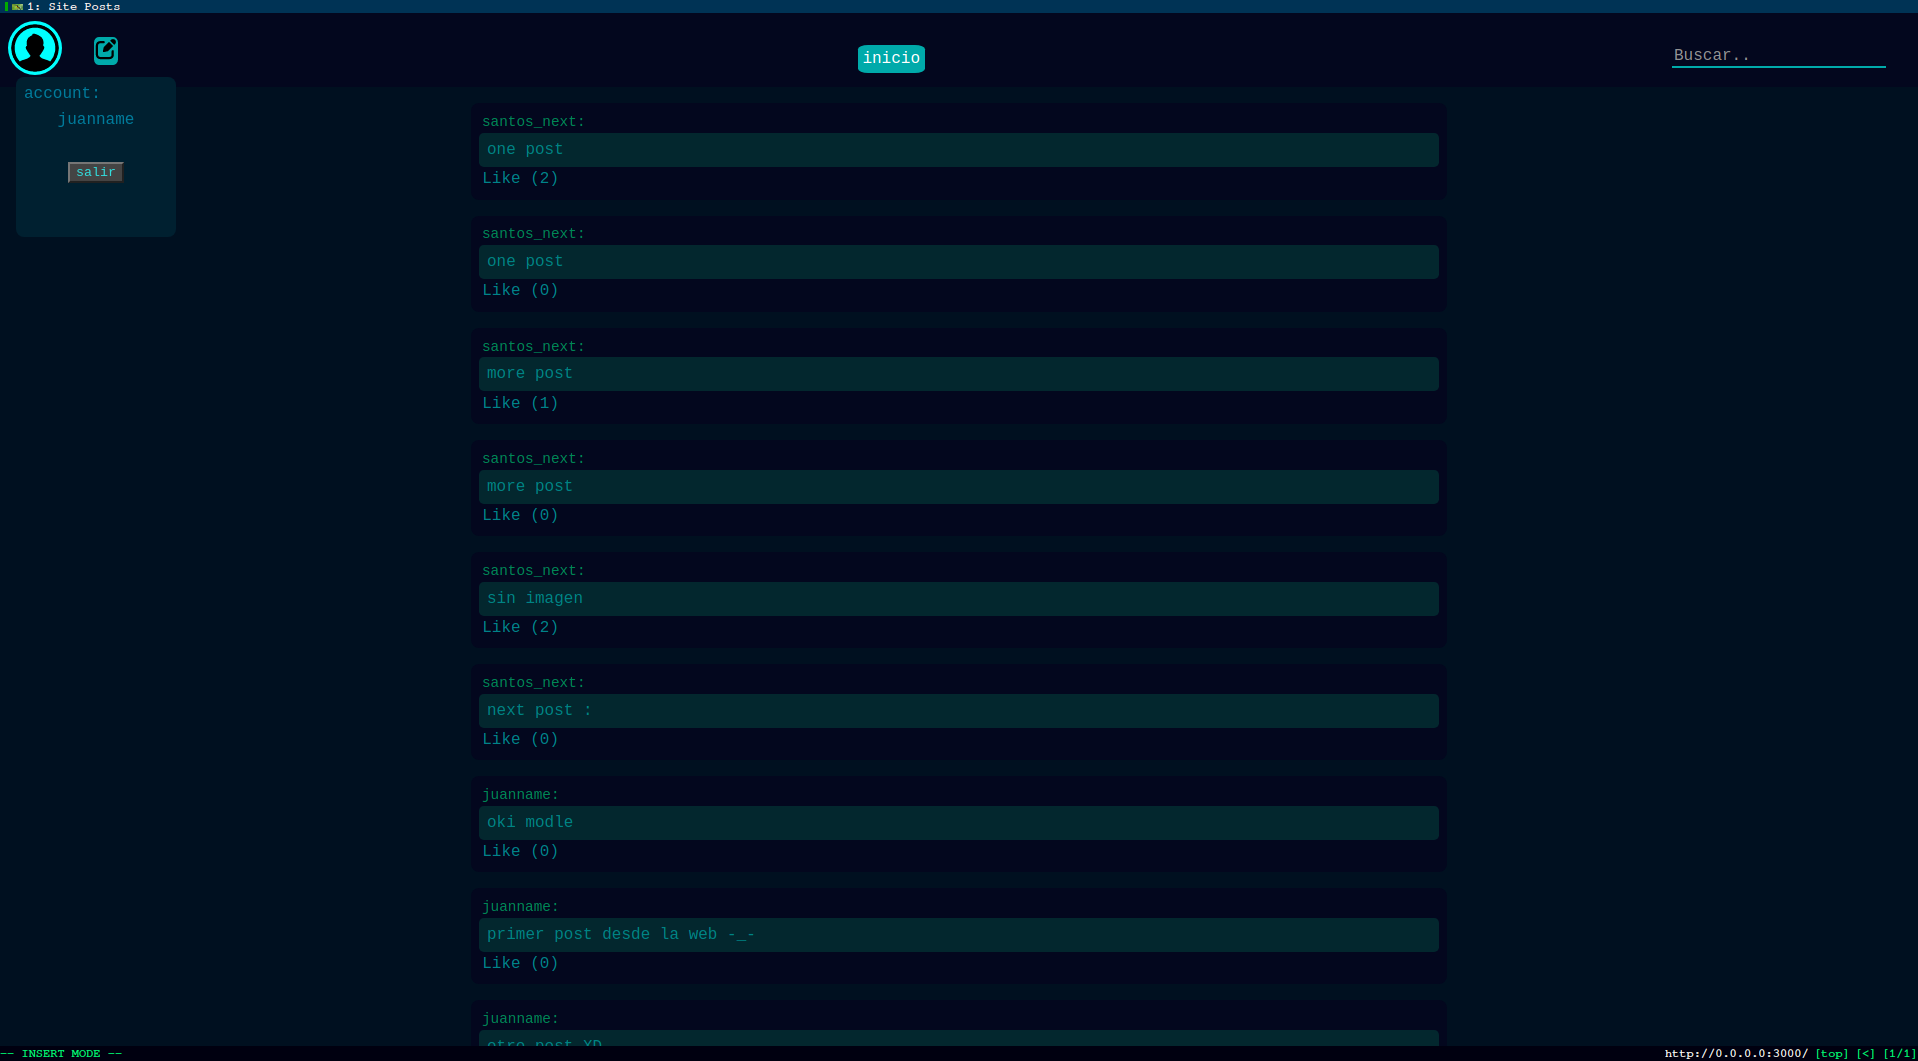 1: Site Posts
inicio
Buscar..
account:
juanname
salir
santos_next:
one post
Like (2)
santos_next:
one post
Like (0)
santos_next:
more post
Like (1)
santos_next:
more post
Like (0)
santos_next:
sin imagen
Like (2)
santos_next:
next post :
Like (0)
juanname:
oki modle
Like (0)
juanname:
primer post desde la web -_-
Like (0)
juanname:
otro post XD
-- INSERT MODE --
http://0.0.0.0:3000/ [top] [<] [1/1]